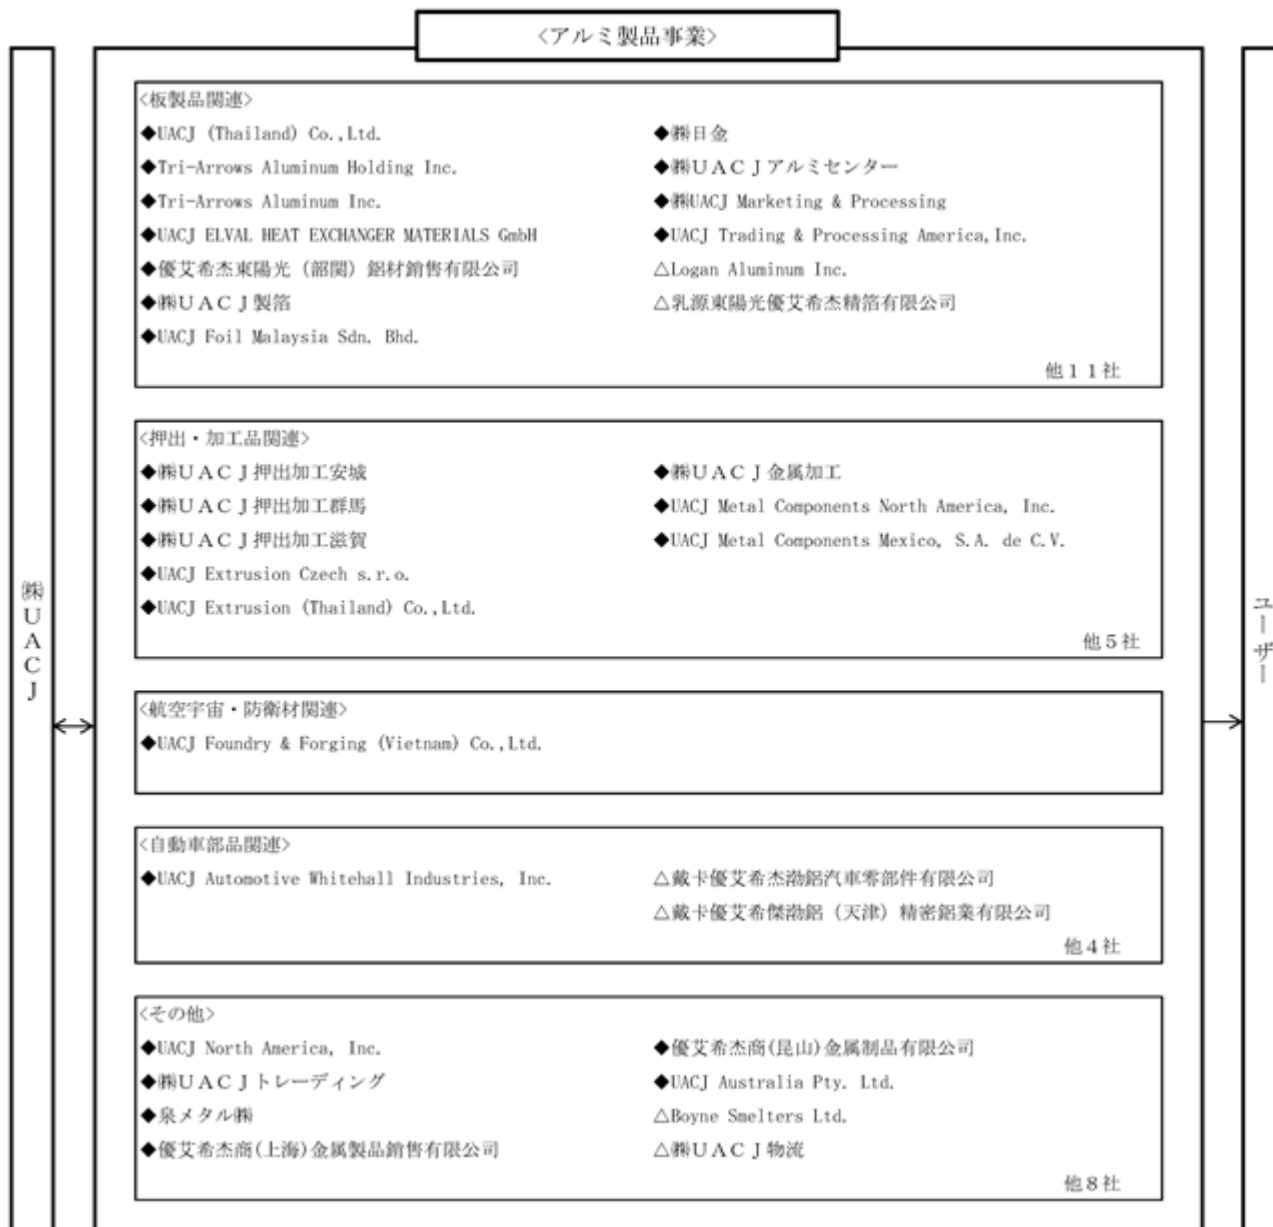 <アルミ製品事業>
<板製品関連>
◆UACJ (Thailand) Co.,Ltd.
◆㈱日金
◆Tri-Arrows Aluminum Holding Inc.
◆㈱ＵＡＣＪアルミセンター
◆Tri-Arrows Aluminum Inc.
◆㈱UACJ Marketing & Processing
◆UACJ ELVAL HEAT EXCHANGER MATERIALS GmbH
◆UACJ Trading & Processing America,Inc.
◆優艾希杰東陽光（韶関）鋁材銷售有限公司
△Logan Aluminum Inc.
◆㈱ＵＡＣＪ製箔
△乳源東陽光優艾希杰精箔有限公司
◆UACJ Foil Malaysia Sdn. Bhd.
他１１社
<押出・加工品関連>
◆㈱ＵＡＣＪ押出加工安城
◆㈱ＵＡＣＪ金属加工
◆㈱ＵＡＣＪ押出加工群馬
◆UACJ Metal Components North America, Inc.
◆㈱ＵＡＣＪ押出加工滋賀
◆UACJ Metal Components Mexico, S.A. de C.V.
◆UACJ Extrusion Czech s.r.o.
◆UACJ Extrusion (Thailand) Co.,Ltd.
他５社
<航空宇宙・防衛材関連>
◆UACJ Foundry & Forging (Vietnam) Co.,Ltd.
<自動車部品関連>
◆UACJ Automotive Whitehall Industries, Inc.
△戴卡優艾希杰渤鋁汽車零部件有限公司
△戴卡優艾希傑渤鋁（天津）精密鋁業有限公司
他４社
<その他>
◆UACJ North America, Inc.
◆優艾希杰商(昆山)金属制品有限公司
◆㈱ＵＡＣＪトレーディング
◆UACJ Australia Pty. Ltd.
◆泉メタル㈱
△Boyne Smelters Ltd.
◆優艾希杰商(上海)金属製品銷售有限公司
△㈱ＵＡＣＪ物流
他８社
㈱ＵＡＣＪ
ユーザー